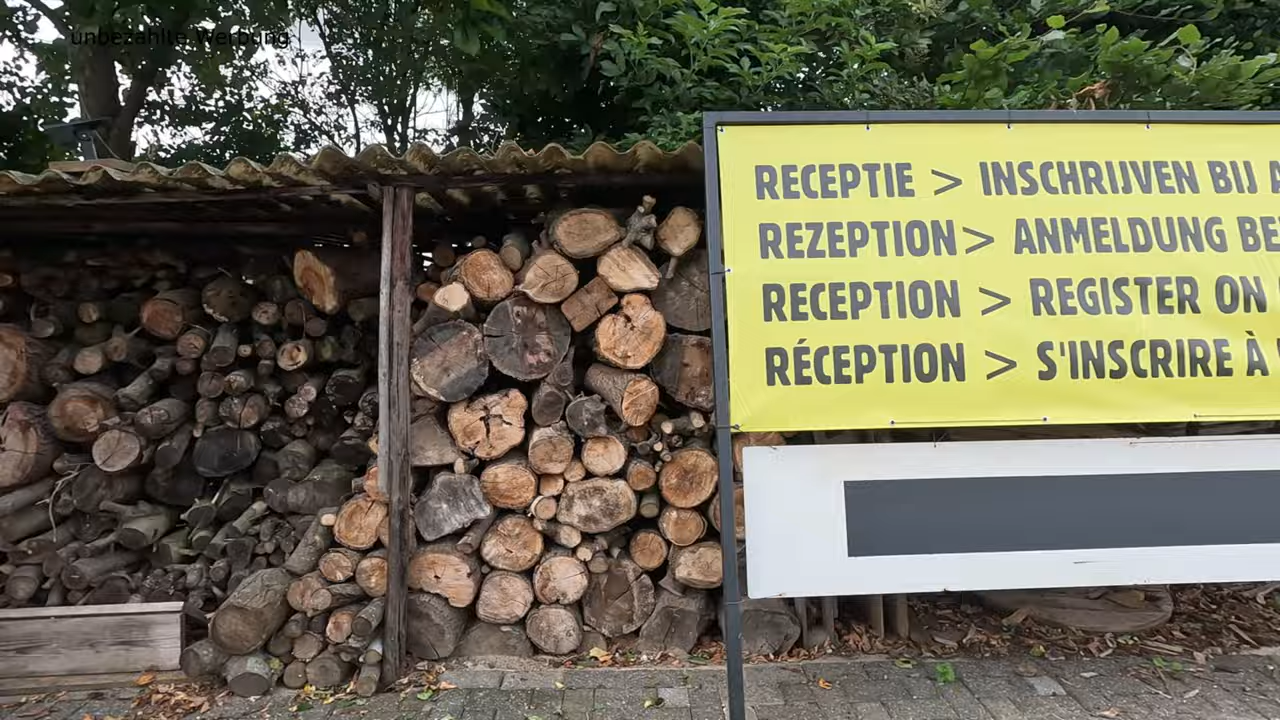 unbezahlte Werbung
RECEPTIE > INSCHRIJVEN BIJ
REZEPTION > ANMELDUNG BE
RECEPTION > REGISTER ON
RÉCEPTION > S'INSCRIRE À